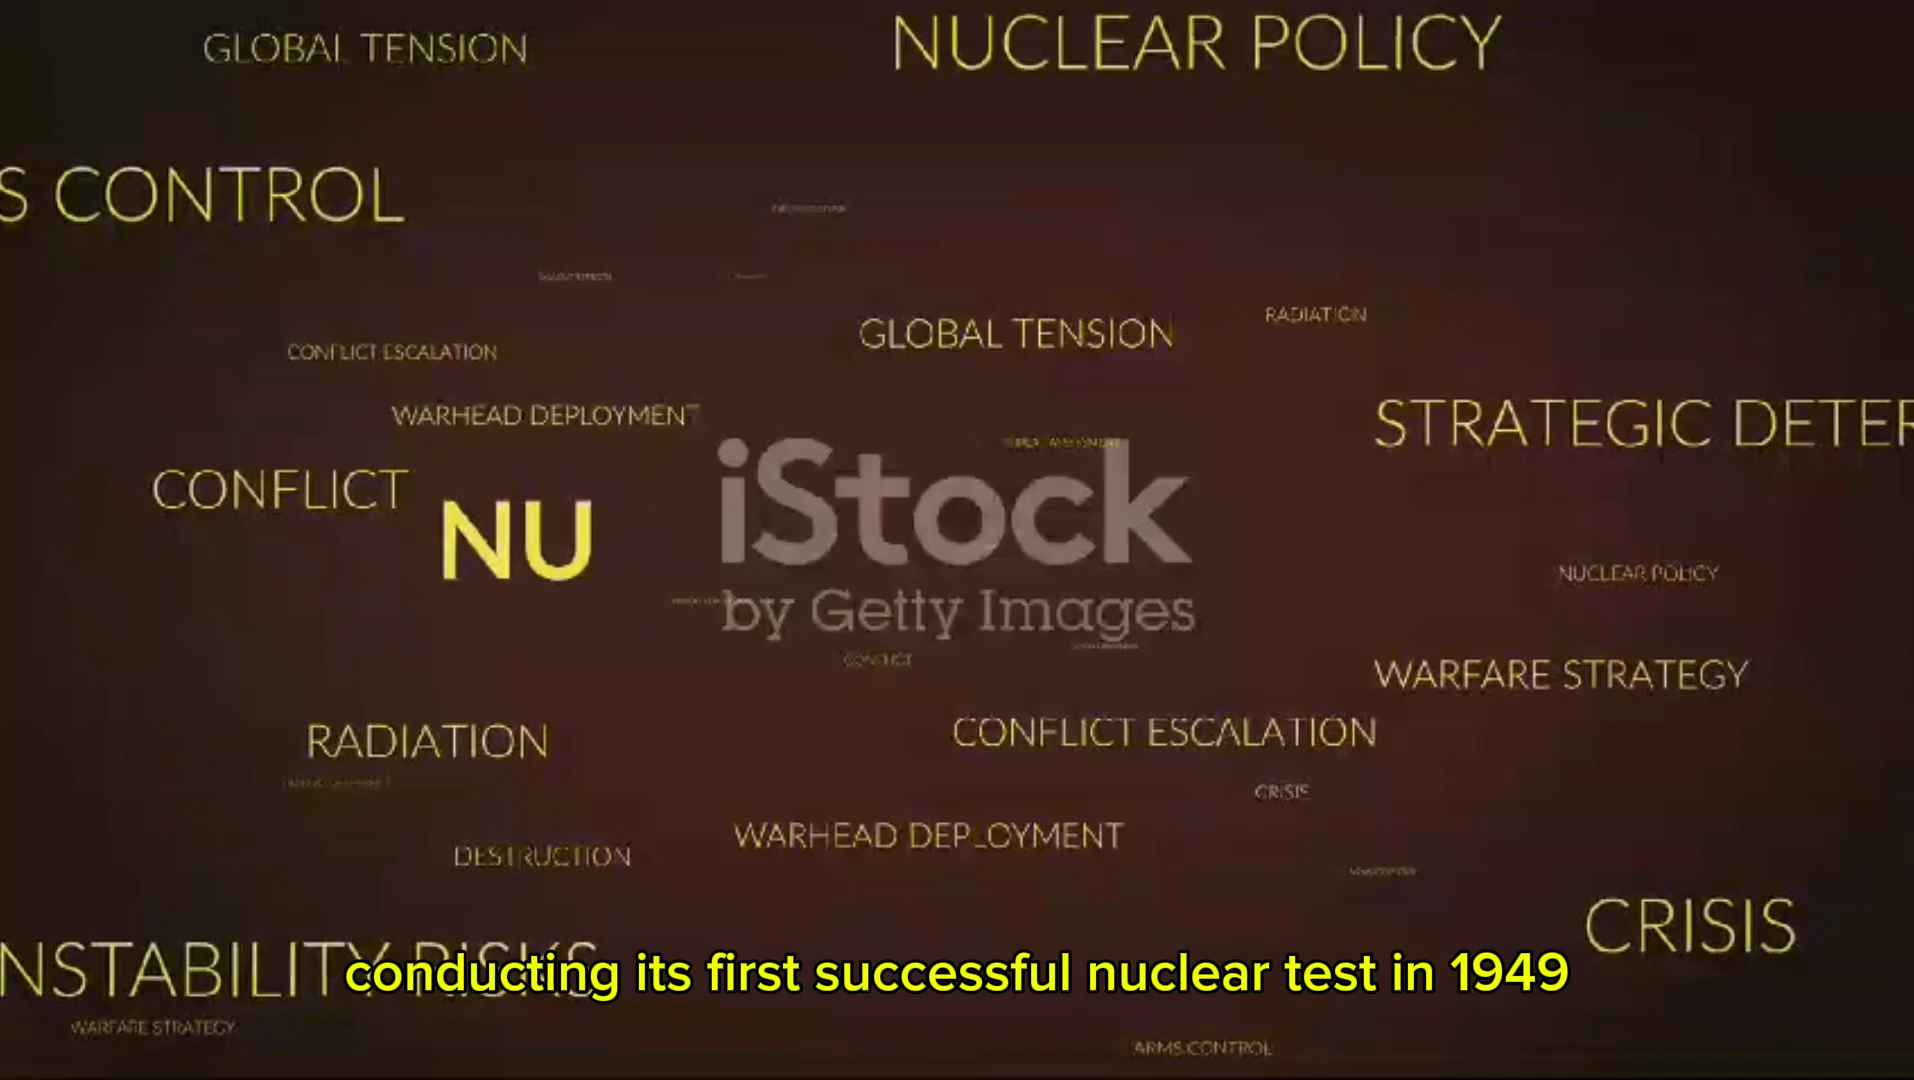 GLOBAL TENSION
NUCLEAR POLICY
S CONTROL
GLOBAL TENSION
RADIATION
CONFLICT ESCALATION
WARHEAD DEPLOYMENT
STRATEGIC DETER
CONFLICT
NU
iStock
by Getty Images
NUCLEAR POLICY
CONFLICT
WARFARE STRATEGY
RADIATION
CONFLICT ESCALATION
CRISIS
WARHEAD DEPLOYMENT
DESTRUCTION
CRISIS
NSTABILITY RISKS
conducting its first successful nuclear test in 1949
WARFARE STRATEGY
ARMS CONTROL